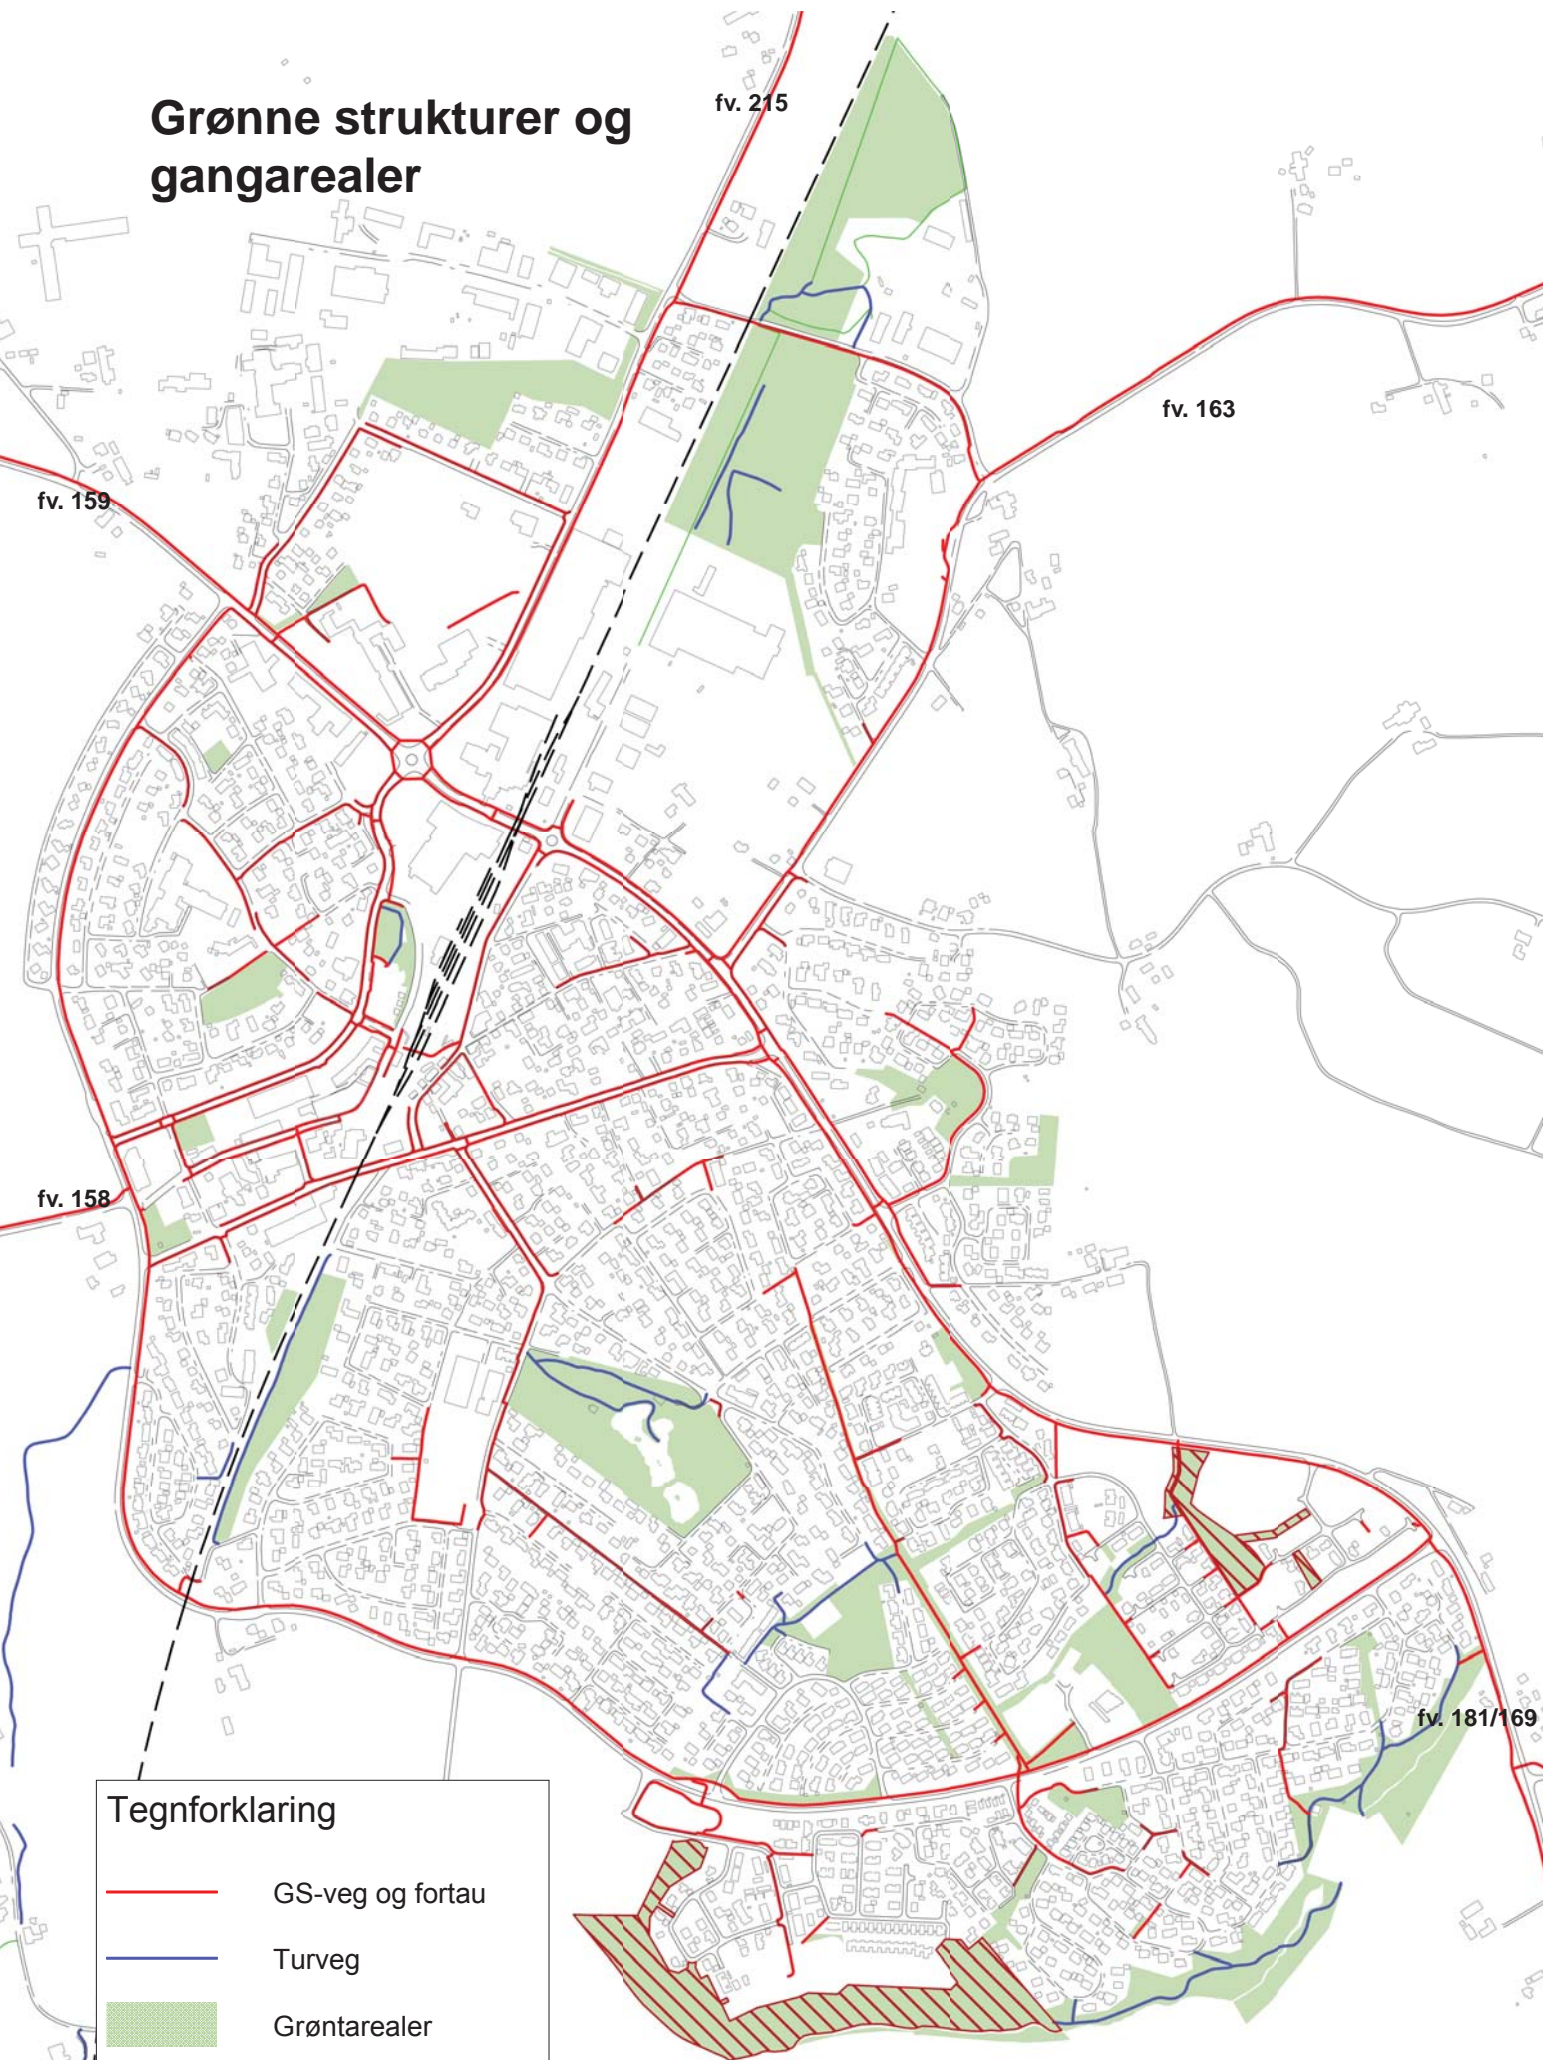 Grønne strukturer og
gangarealer
fv. 215
fv. 163
fv. 159
fv. 158
fv. 181/169
Tegnforklaring
GS-veg og fortau
Turveg
Grøntarealer